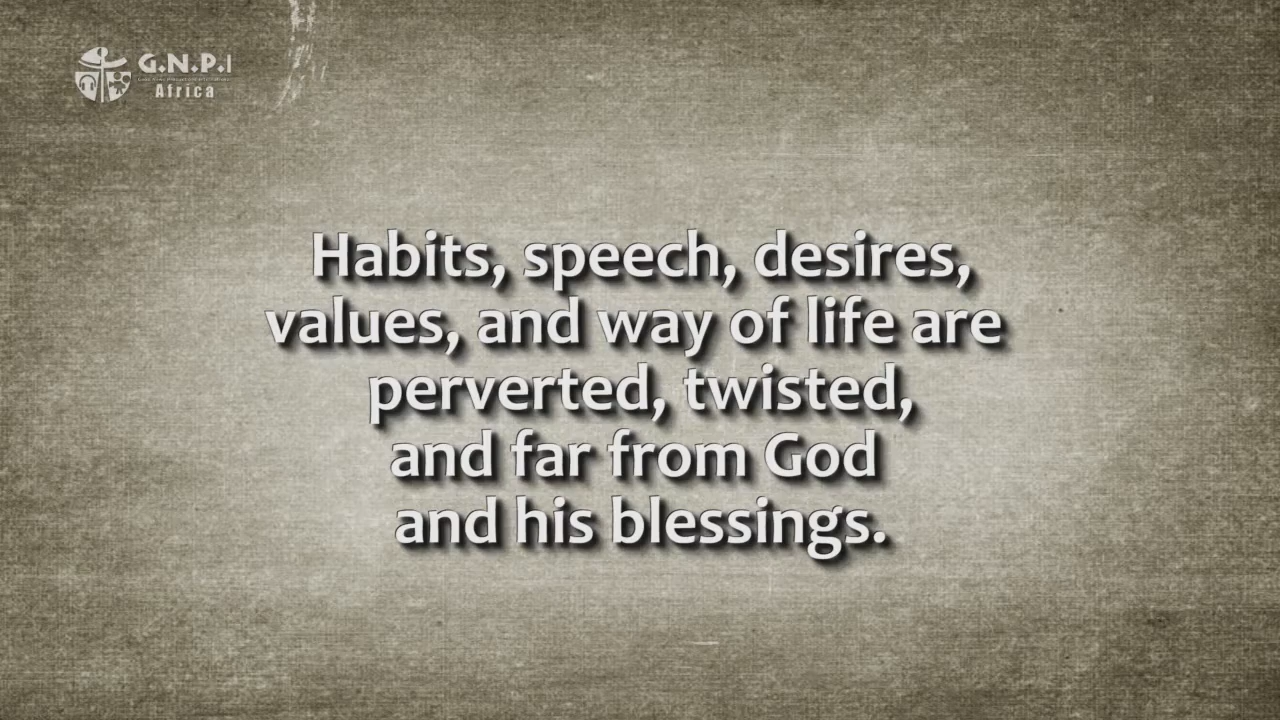 G.N.P.I
Africa
Habits, speech, desires,
values, and way of life are
perverted, twisted,
and far from God
and his blessings.